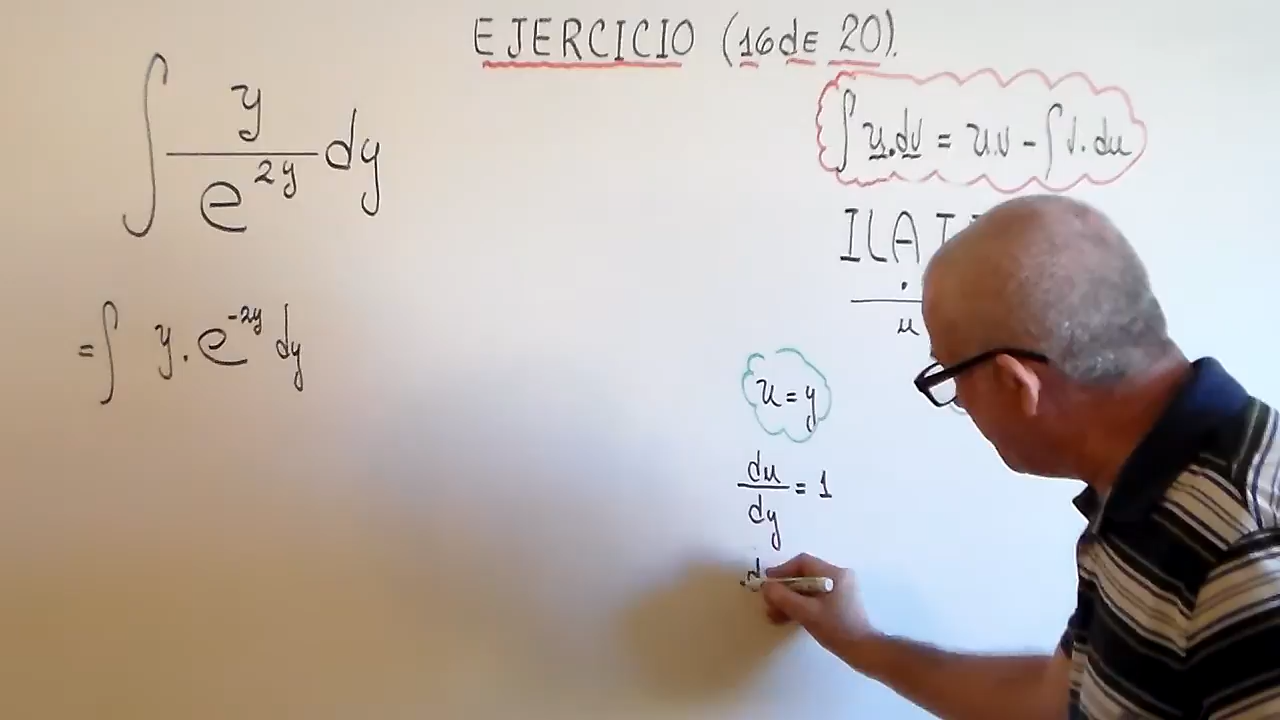 EJERCICIO (16 de 20).
∫ y / e^{2y} dy
∫ u.dv = u.v - ∫ v.du
ILA
u
= ∫ y . e^{-2y} dy
u = y
du/dy = 1
d